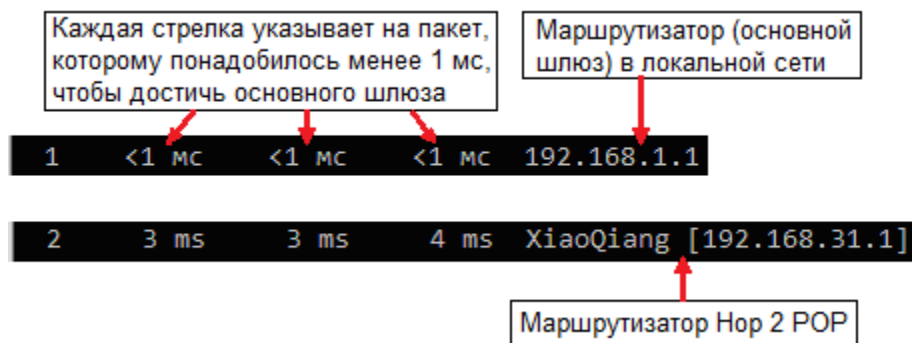 Каждая стрелка указывает на пакет,
которому понадобилось менее 1 мс,
чтобы достичь основного шлюза
Маршрутизатор (основной
шлюз) в локальной сети
1 <1 мс <1 мс <1 мс 192.168.1.1
2 3 ms 3 ms 4 ms XiaoQiang [192.168.31.1]
Маршрутизатор Hop 2 POP